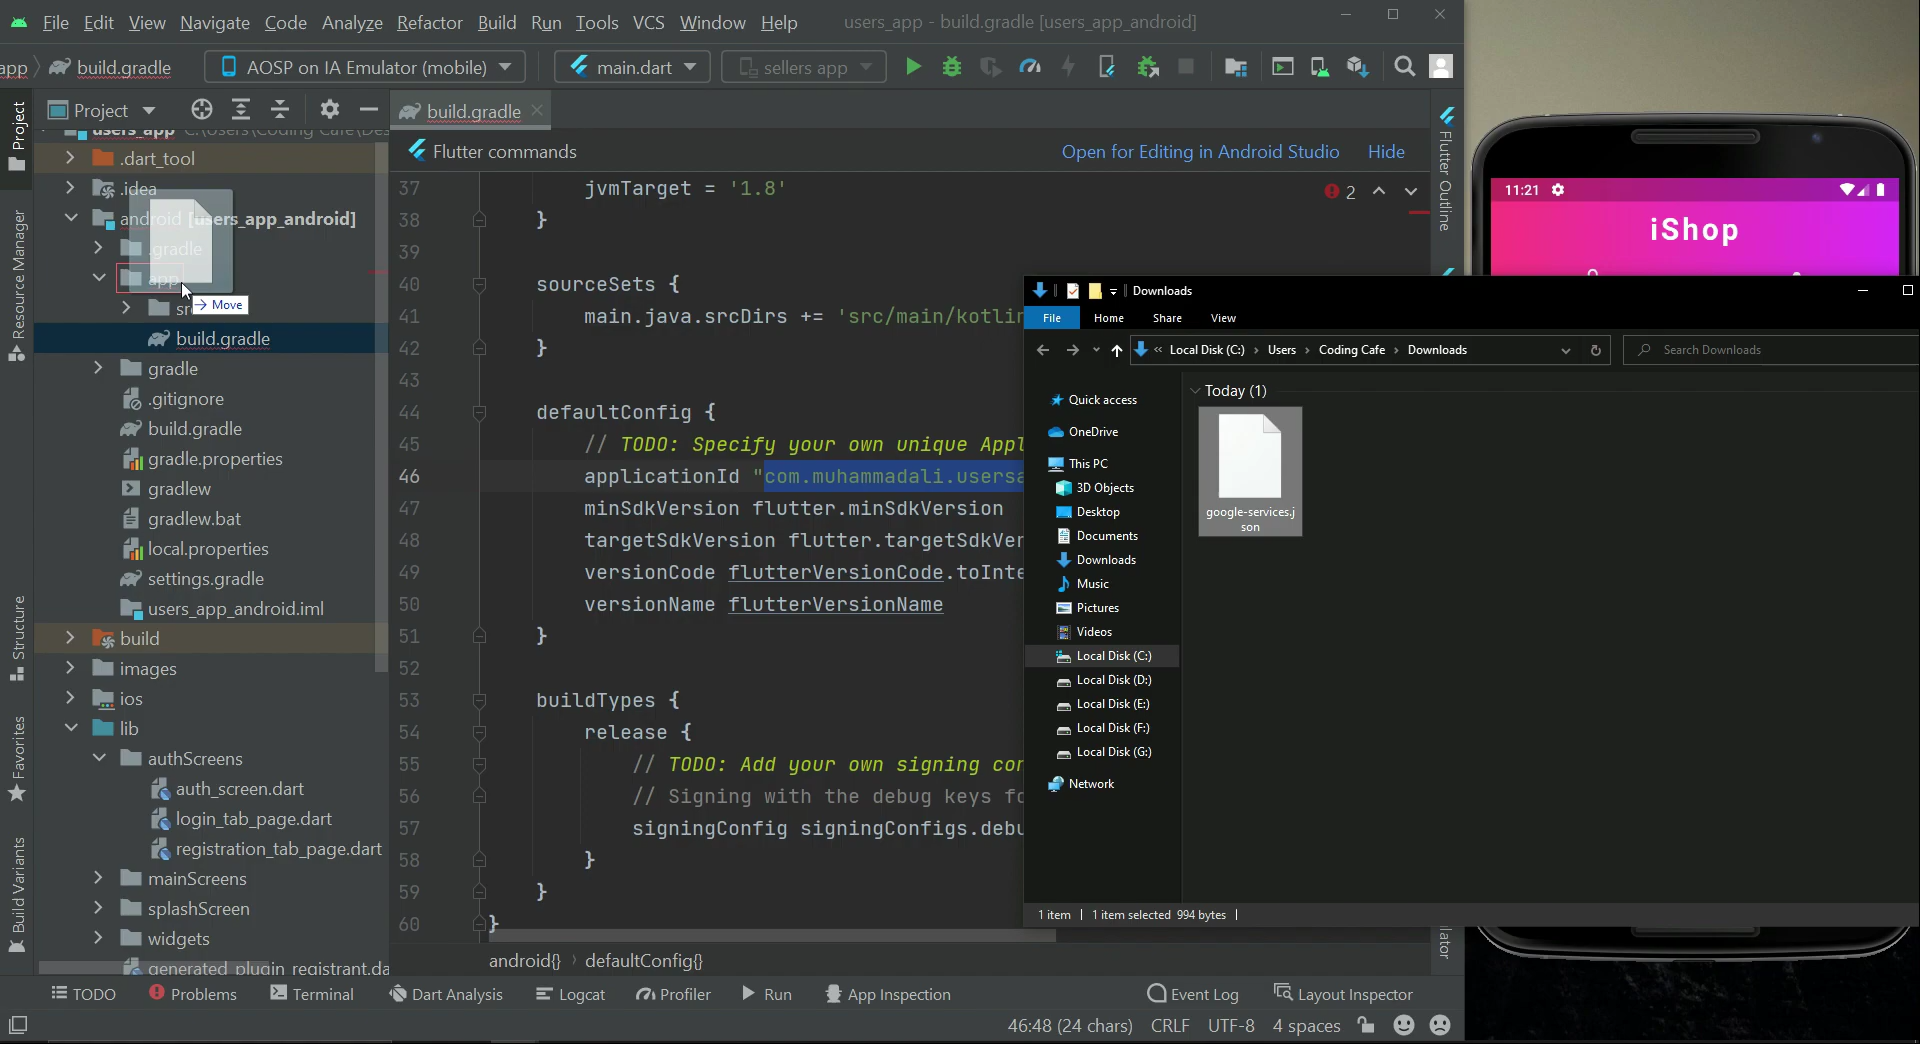 File Edit View Navigate Code Analyze Refactor Build Run Tools VCS Window Help users_app - build.gradle [users_app_android]
app build.gradle AOSP on IA Emulator (mobile) main.dart sellers app
Project build.gradle
users_app
.dart_tool
.idea
android [users_app_android]
.gradle
app
Move
build.gradle
gradle
.gitignore
build.gradle
gradle.properties
gradlew
gradlew.bat
local.properties
settings.gradle
users_app_android.iml
build
images
ios
lib
authScreens
auth_screen.dart
login_tab_page.dart
registration_tab_page.dart
mainScreens
splashScreen
widgets
generated_plugin_registrant.da
Project
Resource Manager
Structure
Favorites
Build Variants
Flutter commands Open for Editing in Android Studio Hide
2
37 jvmTarget = '1.8'
38 }
39
40 sourceSets {
41 main.java.srcDirs += 'src/main/kotlin
42 }
43
44 defaultConfig {
45 // TODO: Specify your own unique Appl
46 applicationId "com.muhammadali.usersa
47 minSdkVersion flutter.minSdkVersion
48 targetSdkVersion flutter.targetSdkVer
49 versionCode flutterVersionCode.toInte
50 versionName flutterVersionName
51 }
52
53 buildTypes {
54 release {
55 // TODO: Add your own signing con
56 // Signing with the debug keys fo
57 signingConfig signingConfigs.debu
58 }
59 }
60 }
android{} › defaultConfig{}
Flutter Outline
11:21
iShop
Downloads
File Home Share View
« Local Disk (C:) › Users › Coding Cafe › Downloads Search Downloads
Quick access
OneDrive
This PC
3D Objects
Desktop
Documents
Downloads
Music
Pictures
Videos
Local Disk (C:)
Local Disk (D:)
Local Disk (E:)
Local Disk (F:)
Local Disk (G:)
Network
Today (1)
google-services.j
son
1 item 1 item selected 994 bytes
TODO Problems Terminal Dart Analysis Logcat Profiler Run App Inspection Event Log Layout Inspector
46:48 (24 chars) CRLF UTF-8 4 spaces